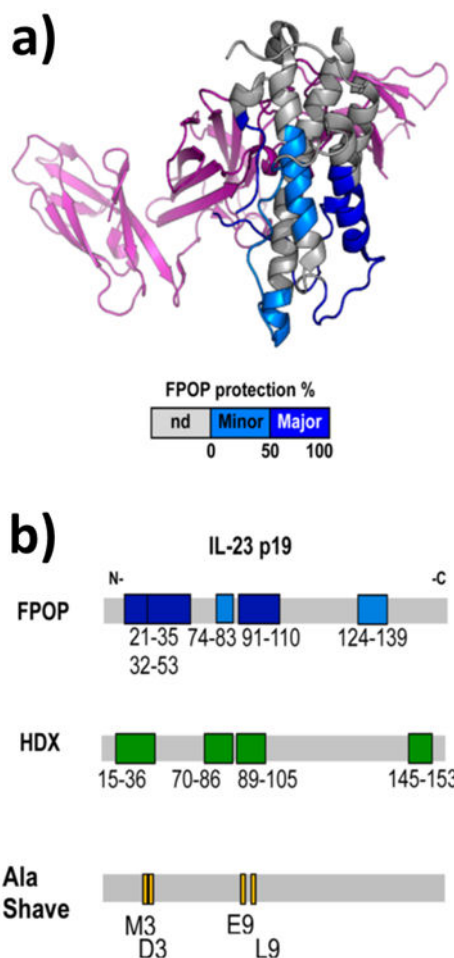 a)
FPOP protection %
nd Minor Major
0 50 100
b)
IL-23 p19
N- -C
FPOP
21-35 74-83 91-110 124-139
32-53
HDX
15-36 70-86 89-105 145-153
Ala
Shave
M3 E9
D3 L9